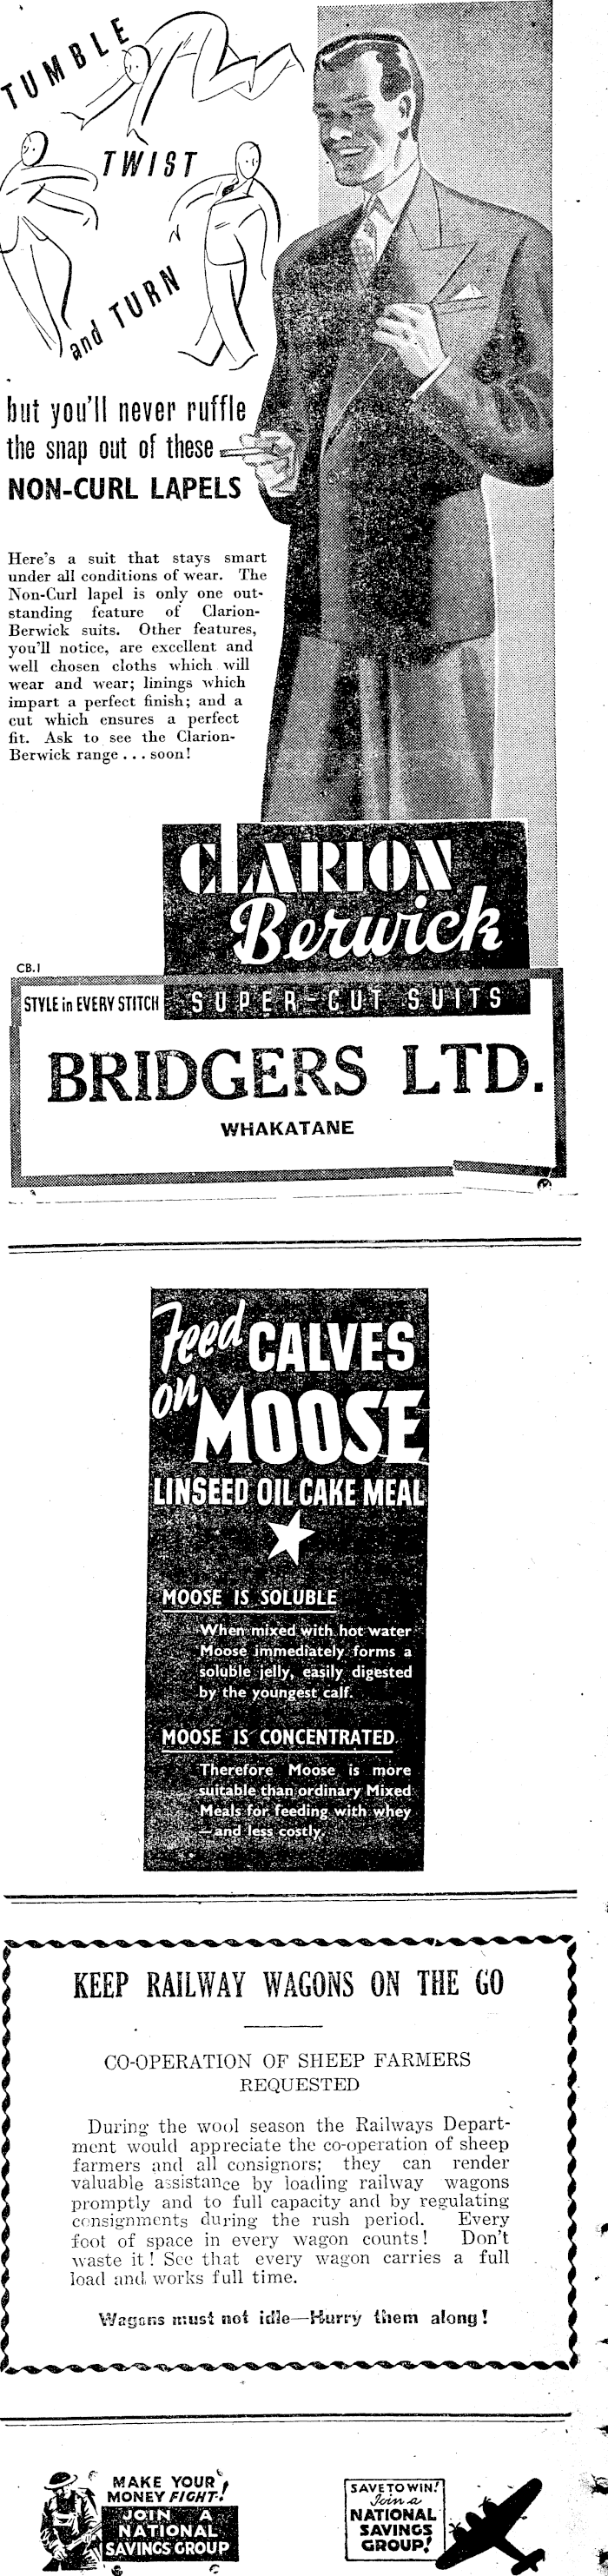 TUMBLE
TWIST
and TURN
but you'll never ruffle
the snap out of these
NON-CURL LAPELS
Here's a suit that stays smart
under all conditions of wear. The
Non-Curl lapel is only one out-
standing feature of Clarion-
Berwick suits. Other features,
you'll notice, are excellent and
well chosen cloths which will
wear and wear; linings which
impart a perfect finish; and a
cut which ensures a perfect
fit. Ask to see the Clarion-
Berwick range . . . soon!
CLARION
Berwick
CB.1
STYLE in EVERY STITCH
SUPER-CUT SUITS
BRIDGERS LTD.
WHAKATANE
Feed CALVES
on MOOSE
LINSEED OIL CAKE MEAL
MOOSE IS SOLUBLE
When mixed with hot water
Moose immediately forms a
soluble jelly, easily digested
by the youngest calf.
MOOSE IS CONCENTRATED
Therefore Moose is more
suitable than ordinary Mixed
Meals for feeding with whey
—and less costly.
KEEP RAILWAY WAGONS ON THE GO
CO-OPERATION OF SHEEP FARMERS
REQUESTED
During the wool season the Railways Depart-
ment would appreciate the co-operation of sheep
farmers and all consignors; they can render
valuable assistance by loading railway wagons
promptly and to full capacity and by regulating
consignments during the rush period. Every
foot of space in every wagon counts! Don't
waste it! See that every wagon carries a full
load and works full time.
Wagons must not idle—Hurry them along!
MAKE YOUR
MONEY FIGHT!
JOIN A
NATIONAL
SAVINGS GROUP
SAVE TO WIN!
Join a
NATIONAL
SAVINGS
GROUP!